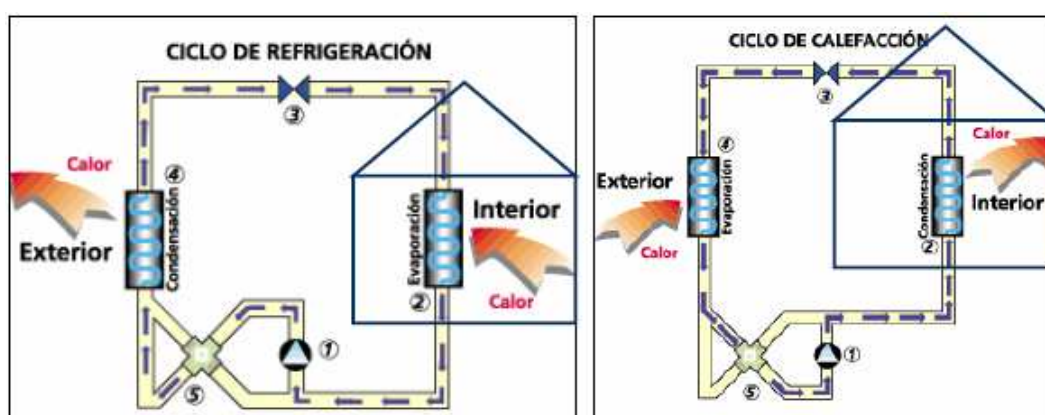 CICLO DE REFRIGERACIÓN
③
Calor
④
Exterior
Condensación
Evaporación
Interior
②
Calor
①
⑤
CICLO DE CALEFACCIÓN
③
④
Calor
Exterior
Evaporación
Condensación
Interior
Calor
②
①
⑤